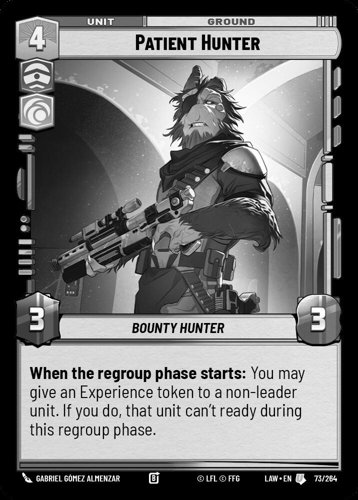 UNIT
GROUND
4
PATIENT HUNTER
3
BOUNTY HUNTER
3
When the regroup phase starts: You may
give an Experience token to a non-leader
unit. If you do, that unit can't ready during
this regroup phase.
GABRIEL GÓMEZ ALMENZAR
© LFL © FFG
LAW • EN
73/264